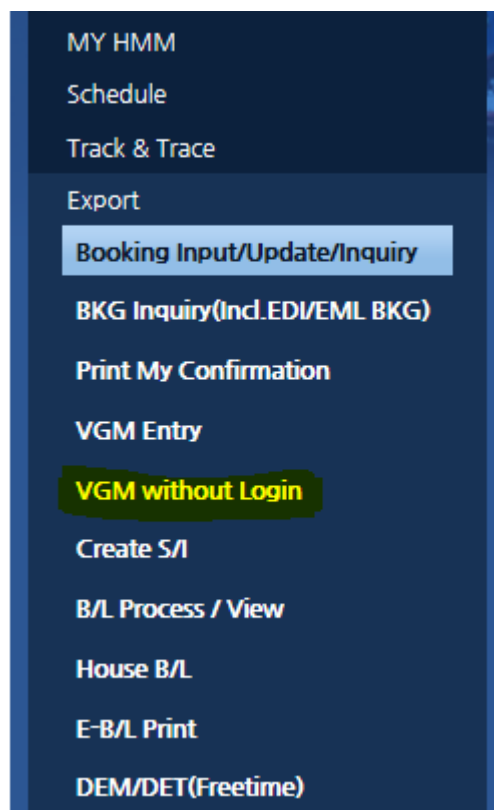 MY HMM
Schedule
Track & Trace
Export
Booking Input/Update/Inquiry
BKG Inquiry(Incl.EDI/EML BKG)
Print My Confirmation
VGM Entry
VGM without Login
Create S/I
B/L Process / View
House B/L
E-B/L Print
DEM/DET(Freetime)